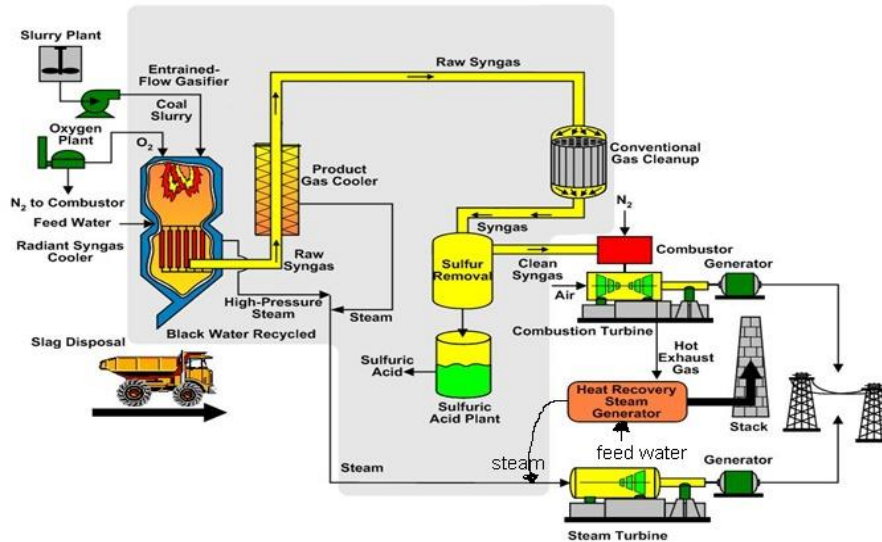 Slurry Plant
Entrained-
Flow Gasifier
Coal
Slurry
Oxygen
Plant
O2
N2 to Combustor
Feed Water
Radiant Syngas
Cooler
Product
Gas Cooler
Raw Syngas
Raw
Syngas
High-Pressure
Steam
Steam
Black Water Recycled
Slag Disposal
Conventional
Gas Cleanup
Syngas
Sulfur
Removal
Clean
Syngas
N2
Combustor
Air
Generator
Combustion Turbine
Sulfuric
Acid
Sulfuric
Acid Plant
Hot
Exhaust
Gas
Heat Recovery
Steam
Generator
Stack
steam
feed water
Steam
Generator
Steam Turbine